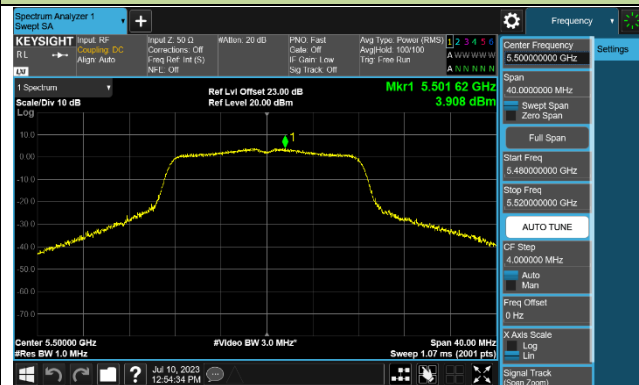 Spectrum Analyzer 1
Swept SA
Frequency
KEYSIGHT
RL
LXI
Input: RF
Coupling: DC
Align: Auto
Input Z: 50 Ω
Corrections: Off
Freq Ref: Int (S)
NFE: Off
#Atten: 20 dB
PNO: Fast
Gate: Off
IF Gain: Low
Sig Track: Off
Avg Type: Power (RMS)
Avg|Hold: 100/100
Trig: Free Run
1 2 3 4 5 6
A W W W W W
A N N N N N
1 Spectrum
Scale/Div 10 dB
Log
Ref Lvl Offset 23.00 dB
Ref Level 20.00 dBm
Mkr1 5.501 62 GHz
3.908 dBm
1
10.0
0.00
-10.0
-20.0
-30.0
-40.0
-50.0
-60.0
-70.0
Center 5.50000 GHz
#Res BW 1.0 MHz
#Video BW 3.0 MHz*
Span 40.00 MHz
Sweep 1.07 ms (2001 pts)
Jul 10, 2023
12:54:34 PM
Center Frequency
5.500000000 GHz
Settings
Span
40.0000000 MHz
Swept Span
Zero Span
Full Span
Start Freq
5.480000000 GHz
Stop Freq
5.520000000 GHz
AUTO TUNE
CF Step
4.000000 MHz
Auto
Man
Freq Offset
0 Hz
X Axis Scale
Log
Lin
Signal Track
(Span Zoom)